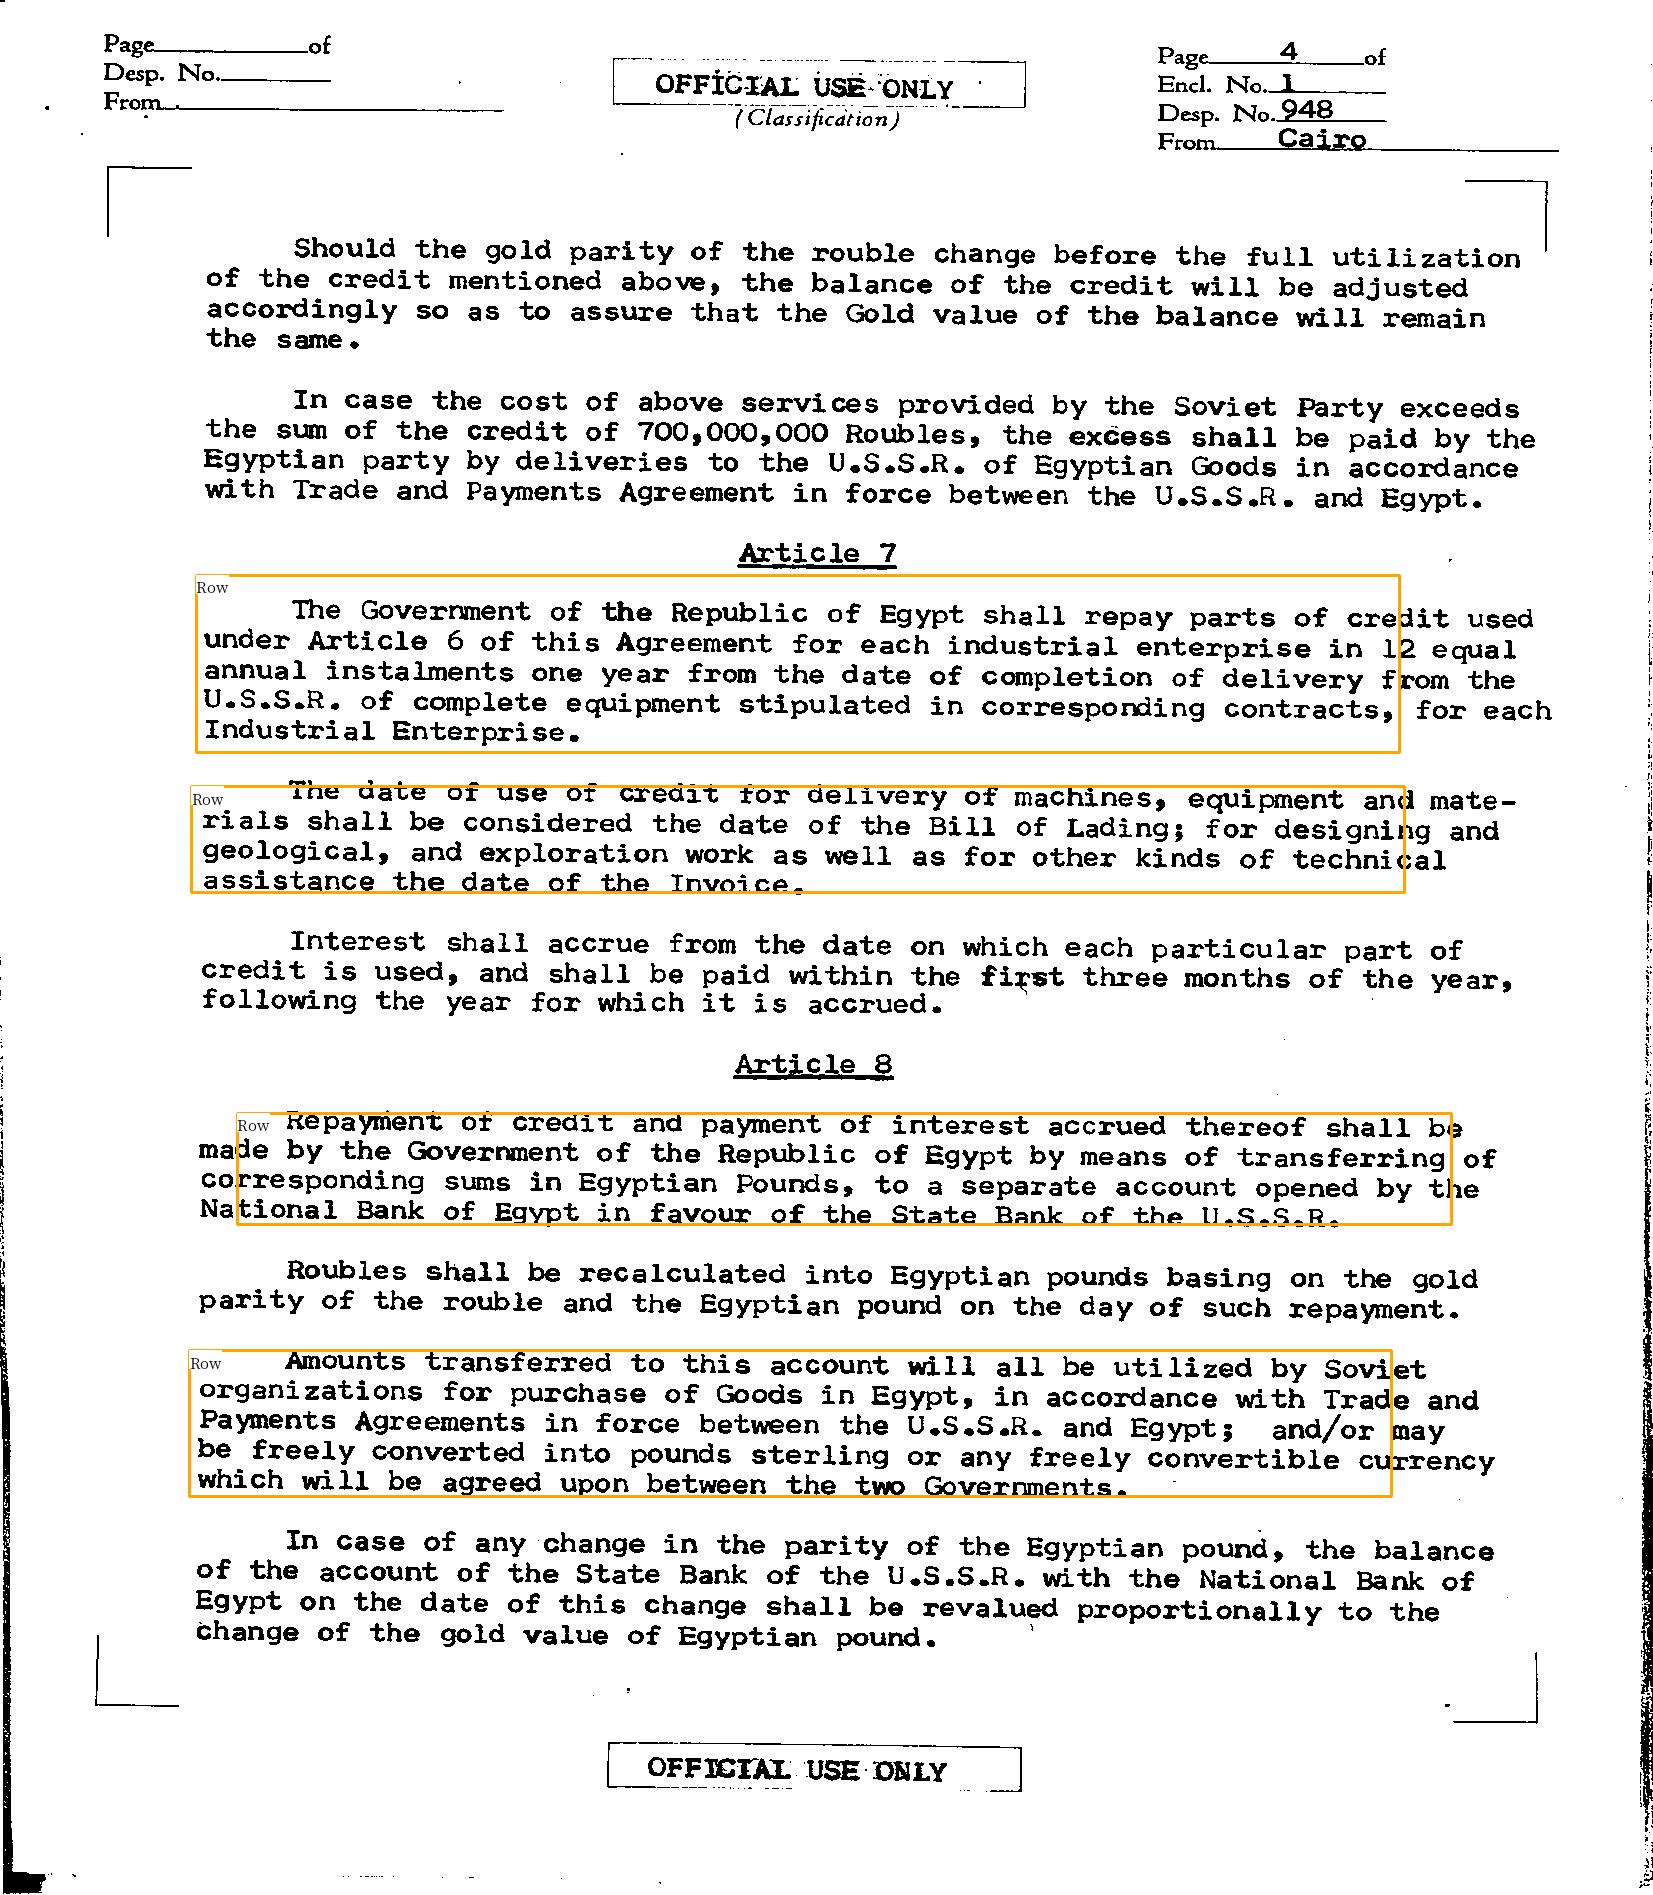 Page of
Desp. No.
From
OFFICIAL USE ONLY
(Classification)
Page 4 of
Encl. No. 1
Desp. No. 948
From Cairo
Should the gold parity of the rouble change before the full utilization
of the credit mentioned above, the balance of the credit will be adjusted
accordingly so as to assure that the Gold value of the balance will remain
the same.
In case the cost of above services provided by the Soviet Party exceeds
the sum of the credit of 700,000,000 Roubles, the excess shall be paid by the
Egyptian party by deliveries to the U.S.S.R. of Egyptian Goods in accordance
with Trade and Payments Agreement in force between the U.S.S.R. and Egypt.
Article 7
Row
The Government of the Republic of Egypt shall repay parts of credit used
under Article 6 of this Agreement for each industrial enterprise in 12 equal
annual instalments one year from the date of completion of delivery from the
U.S.S.R. of complete equipment stipulated in corresponding contracts, for each
Industrial Enterprise.
Row
The date of use of credit for delivery of machines, equipment and mate-
rials shall be considered the date of the Bill of Lading; for designing and
geological, and exploration work as well as for other kinds of technical
assistance the date of the Invoice.
Interest shall accrue from the date on which each particular part of
credit is used, and shall be paid within the first three months of the year,
following the year for which it is accrued.
Article 8
Row
Repayment of credit and payment of interest accrued thereof shall be
made by the Government of the Republic of Egypt by means of transferring of
corresponding sums in Egyptian Pounds, to a separate account opened by the
National Bank of Egypt in favour of the State Bank of the U.S.S.R.
Roubles shall be recalculated into Egyptian pounds basing on the gold
parity of the rouble and the Egyptian pound on the day of such repayment.
Row
Amounts transferred to this account will all be utilized by Soviet
organizations for purchase of Goods in Egypt, in accordance with Trade and
Payments Agreements in force between the U.S.S.R. and Egypt; and/or may
be freely converted into pounds sterling or any freely convertible currency
which will be agreed upon between the two Governments.
In case of any change in the parity of the Egyptian pound, the balance
of the account of the State Bank of the U.S.S.R. with the National Bank of
Egypt on the date of this change shall be revalued proportionally to the
change of the gold value of Egyptian pound.
OFFICIAL USE ONLY